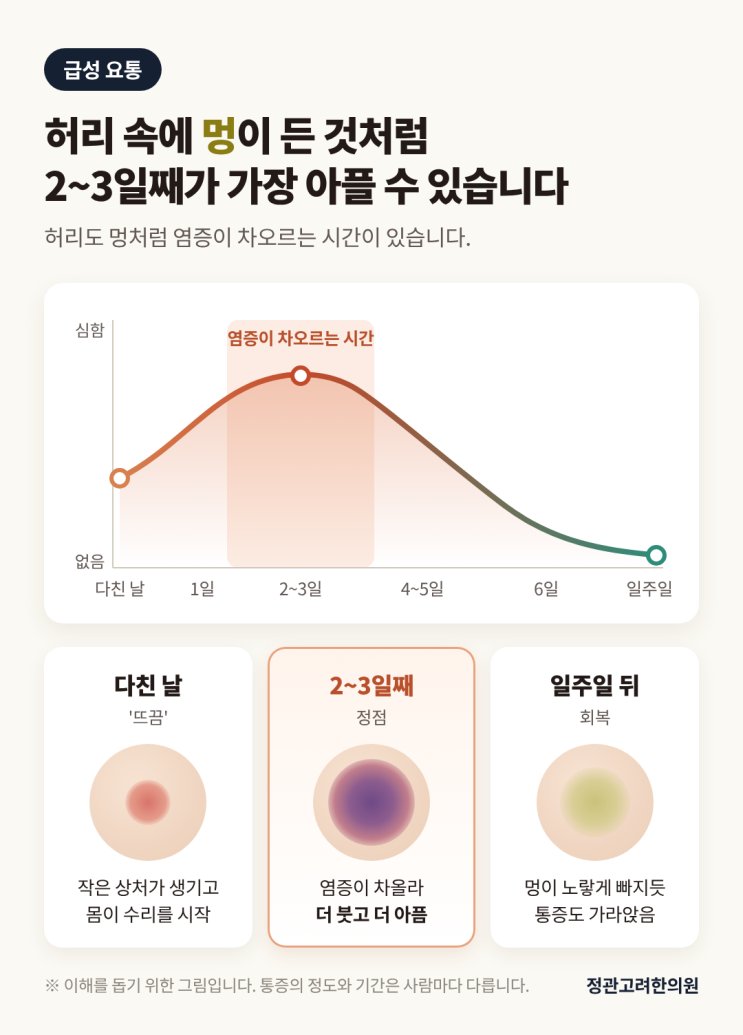 급성 요통
허리 속에 멍이 든 것처럼
2~3일째가 가장 아플 수 있습니다
허리도 멍처럼 염증이 차오르는 시간이 있습니다.
심함
염증이 차오르는 시간
없음
다친 날 1일 2~3일 4~5일 6일 일주일
다친 날
'뜨끔'
작은 상처가 생기고
몸이 수리를 시작
2~3일째
정점
염증이 차올라
더 붓고 더 아픔
일주일 뒤
회복
멍이 노랗게 빠지듯
통증도 가라앉음
※ 이해를 돕기 위한 그림입니다. 통증의 정도와 기간은 사람마다 다릅니다.
정관고려한의원